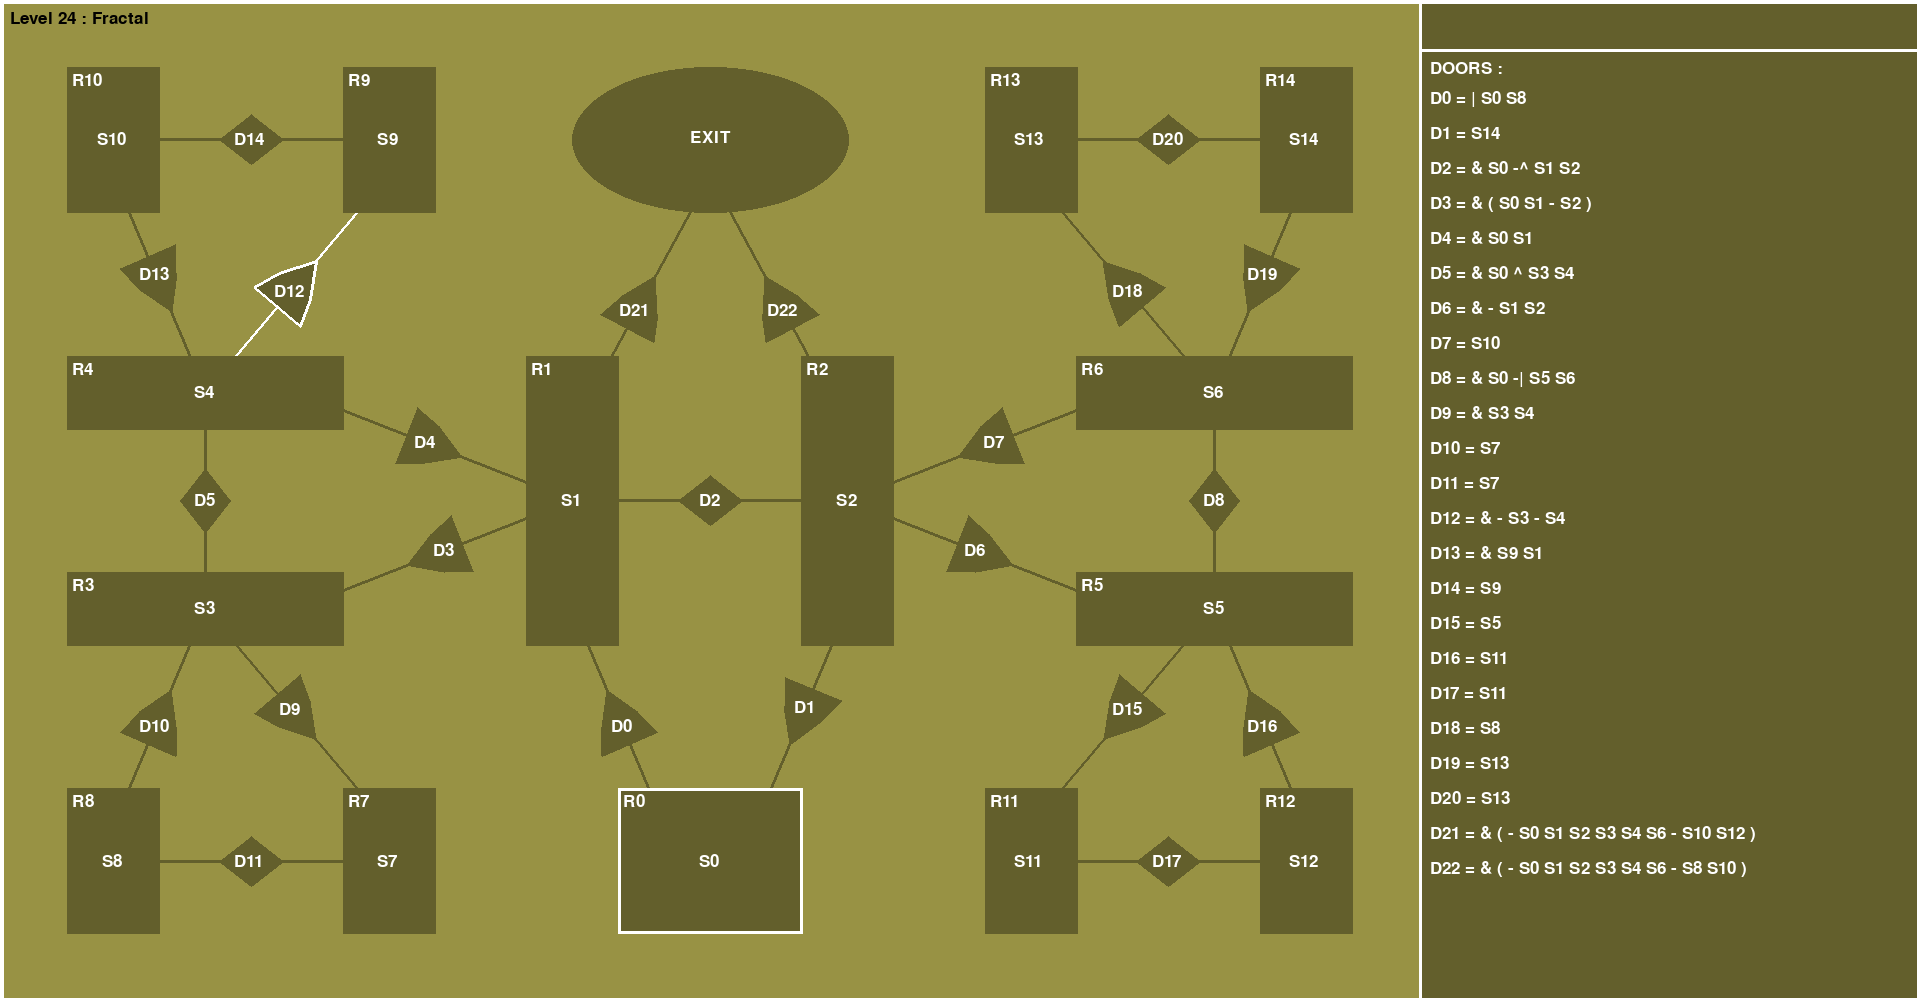 Level 24 : Fractal
R10
S10
D14
R9
S9
EXIT
R13
S13
D20
R14
S14
D13
D12
D21
D22
D18
D19
R4
S4
R1
S1
R2
S2
R6
S6
D4
D7
D5
D2
D8
D3
D6
R3
S3
R5
S5
D10
D9
D0
D1
D15
D16
R8
S8
D11
R7
S7
R0
S0
R11
S11
D17
R12
S12
DOORS :
D0 = | S0 S8
D1 = S14
D2 = & S0 -^ S1 S2
D3 = & ( S0 S1 - S2 )
D4 = & S0 S1
D5 = & S0 ^ S3 S4
D6 = & - S1 S2
D7 = S10
D8 = & S0 -| S5 S6
D9 = & S3 S4
D10 = S7
D11 = S7
D12 = & - S3 - S4
D13 = & S9 S1
D14 = S9
D15 = S5
D16 = S11
D17 = S11
D18 = S8
D19 = S13
D20 = S13
D21 = & ( - S0 S1 S2 S3 S4 S6 - S10 S12 )
D22 = & ( - S0 S1 S2 S3 S4 S6 - S8 S10 )